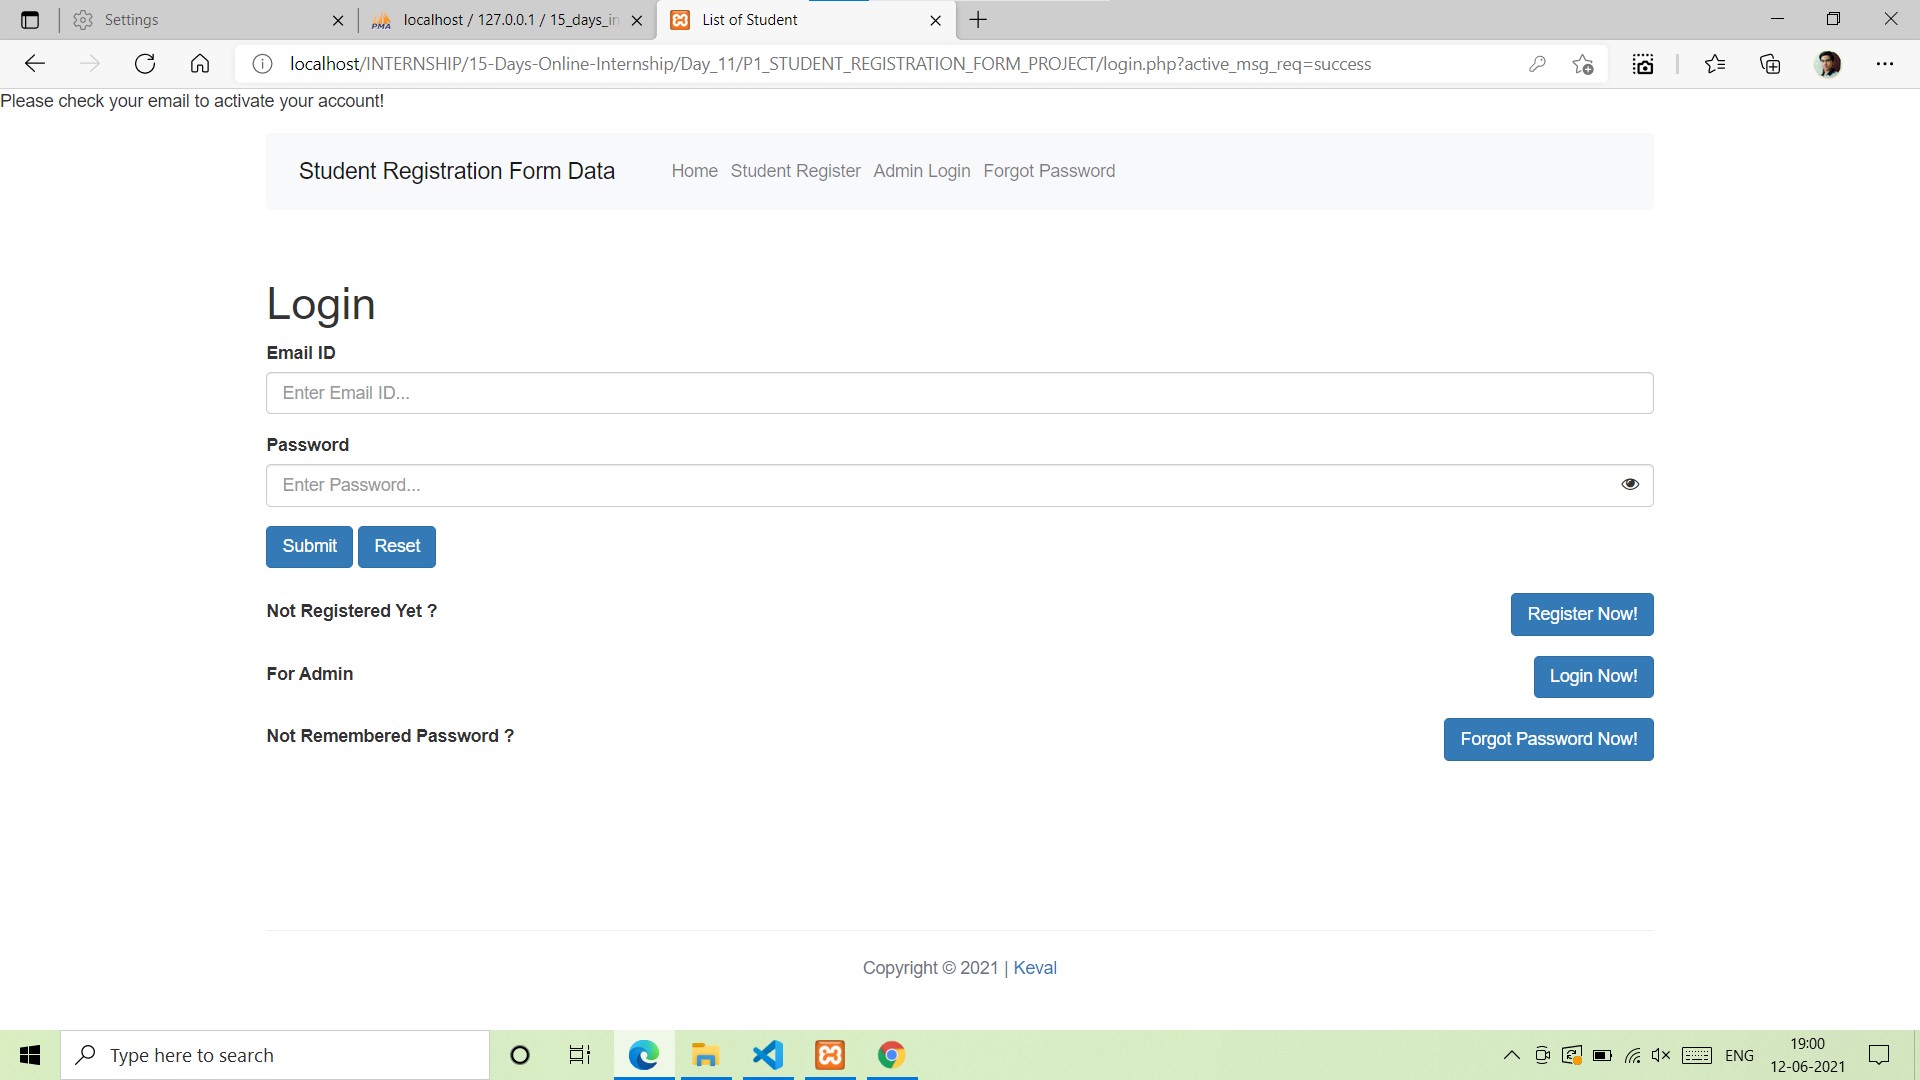 Settings
localhost / 127.0.0.1 / 15_days_in
List of Student
localhost/INTERNSHIP/15-Days-Online-Internship/Day_11/P1_STUDENT_REGISTRATION_FORM_PROJECT/login.php?active_msg_req=success
Please check your email to activate your account!
Student Registration Form Data
Home Student Register Admin Login Forgot Password
Login
Email ID
Enter Email ID...
Password
Enter Password...
Submit Reset
Not Registered Yet ?
Register Now!
For Admin
Login Now!
Not Remembered Password ?
Forgot Password Now!
Copyright © 2021 | Keval
Type here to search
ENG
19:00
12-06-2021
PMA